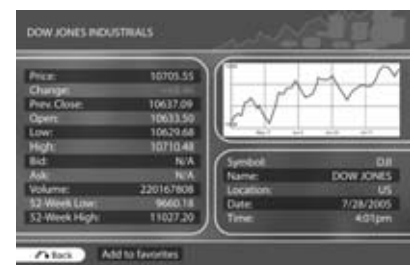 DOW JONES INDUSTRIALS
Price: 10705.55
Change:
Prev. Close: 10637.09
Open: 10633.50
Low: 10629.68
High: 10710.48
Bid: N/A
Ask: N/A
Volume: 220167808
52-Week Low: 9660.18
52-Week High: 11027.20
Symbol: DJI
Name: DOW JONES
Location: US
Date: 7/28/2005
Time: 4:01pm
Back Add to favorites